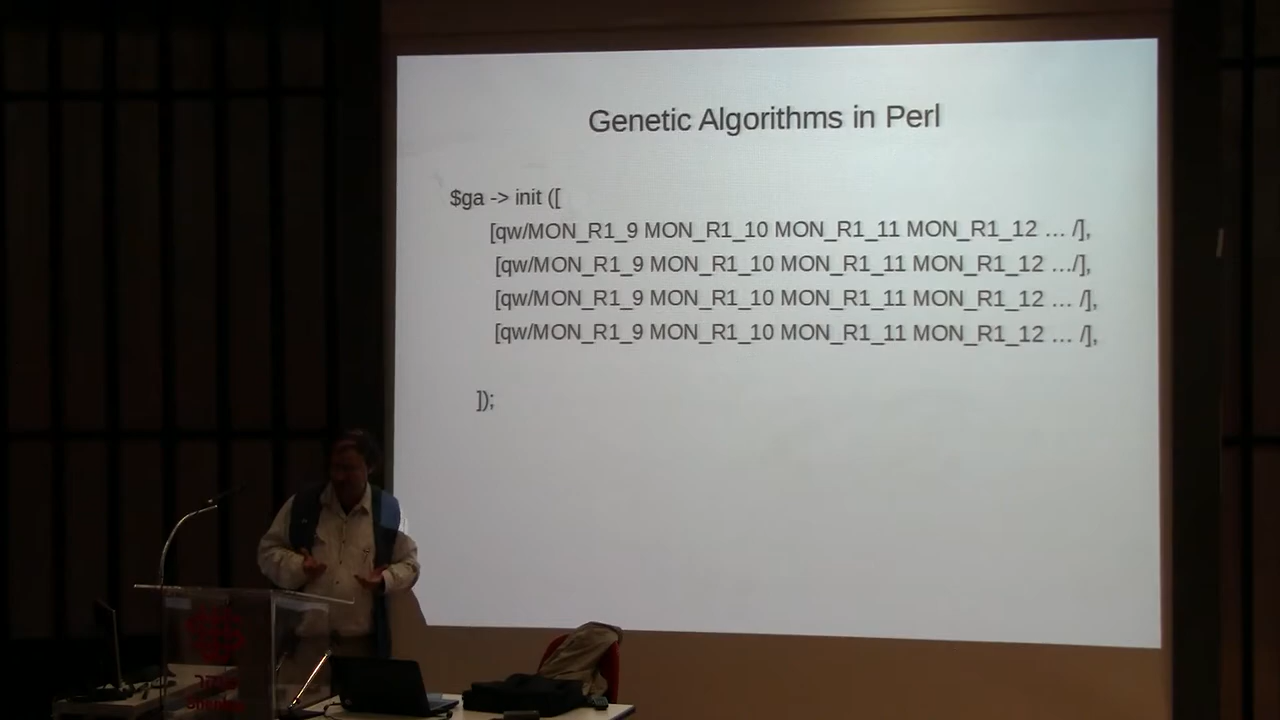 Genetic Algorithms in Perl
$ga -> init ([
[qw/MON_R1_9 MON_R1_10 MON_R1_11 MON_R1_12 … /],
[qw/MON_R1_9 MON_R1_10 MON_R1_11 MON_R1_12 …/],
[qw/MON_R1_9 MON_R1_10 MON_R1_11 MON_R1_12 … /],
[qw/MON_R1_9 MON_R1_10 MON_R1_11 MON_R1_12 … /],
]);